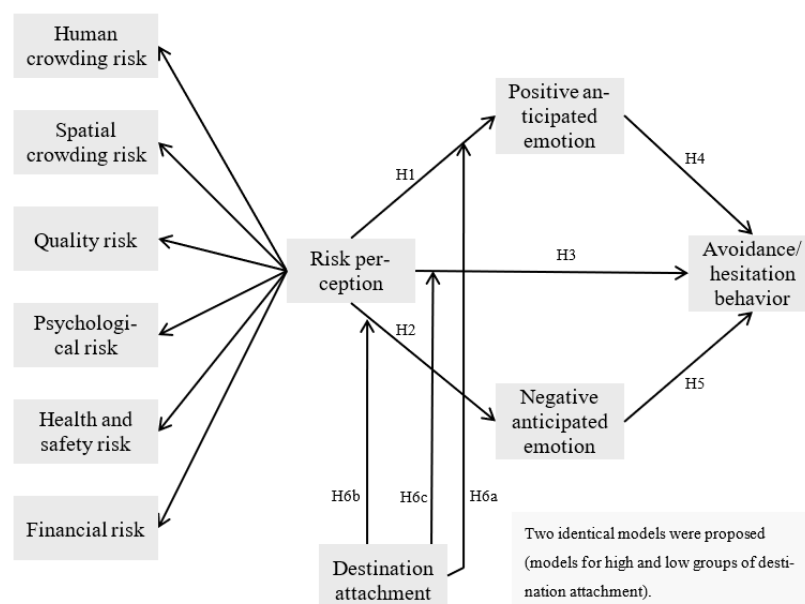 Human
crowding risk
Spatial
crowding risk
Quality risk
Psychologi-
cal risk
Health and
safety risk
Financial risk
Risk per-
ception
Positive an-
ticipated
emotion
Negative
anticipated
emotion
Avoidance/
hesitation
behavior
Destination
attachment
H1
H2
H3
H4
H5
H6b
H6c
H6a
Two identical models were proposed
(models for high and low groups of desti-
nation attachment).